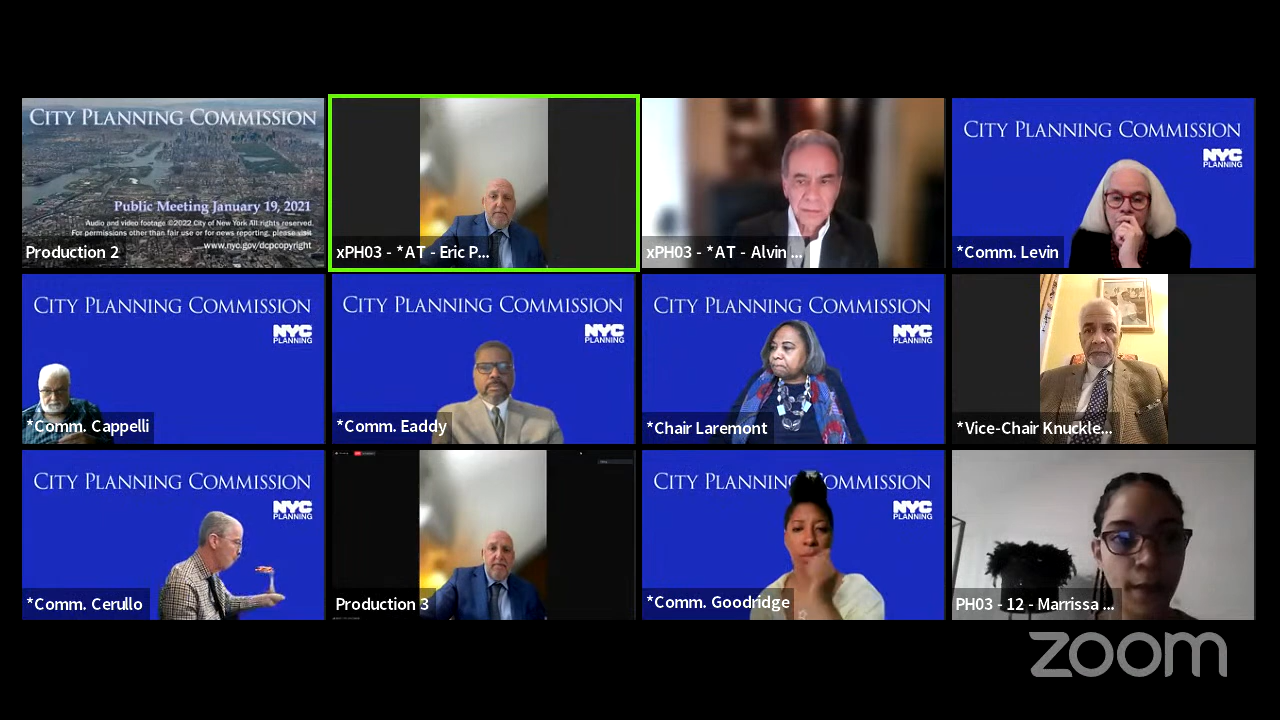 CITY PLANNING COMMISSION
Public Meeting January 19, 2021
Audio and video footage ©2022 City of New York All rights reserved.
For permissions other than fair use or for news reporting, please visit
www.nyc.gov/dcpcopyright
Production 2
xPH03 - *AT - Eric P...
xPH03 - *AT - Alvin ...
CITY PLANNING COMMISSION
NYC
PLANNING
*Comm. Levin
CITY PLANNING COMMISSION
NYC
PLANNING
*Comm. Cappelli
CITY PLANNING COMMISSION
NYC
PLANNING
*Comm. Eaddy
CITY PLANNING COMMISSION
NYC
PLANNING
*Chair Laremont
*Vice-Chair Knuckle...
CITY PLANNING COMMISSION
NYC
PLANNING
*Comm. Cerullo
Production 3
CITY PLANNING COMMISSION
NYC
PLANNING
*Comm. Goodridge
PH03 - 12 - Marrissa ...
zoom